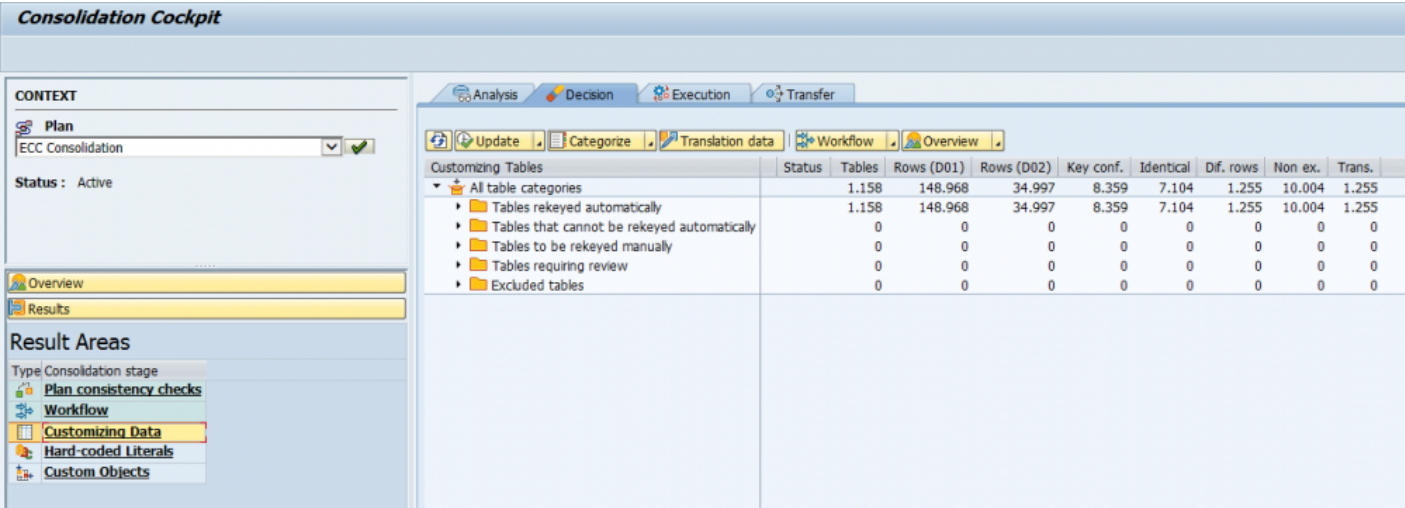 Consolidation Cockpit
CONTEXT
Plan
ECC Consolidation
Status : Active
Overview
Results
Result Areas
Type Consolidation stage
Plan consistency checks
Workflow
Customizing Data
Hard-coded Literals
Custom Objects
Analysis Decision Execution Transfer
Update Categorize Translation data Workflow Overview
Customizing Tables Status Tables Rows (D01) Rows (D02) Key conf. Identical Dif. rows Non ex. Trans.
All table categories 1.158 148.968 34.997 8.359 7.104 1.255 10.004 1.255
Tables rekeyed automatically 1.158 148.968 34.997 8.359 7.104 1.255 10.004 1.255
Tables that cannot be rekeyed automatically 0 0 0 0 0 0 0 0
Tables to be rekeyed manually 0 0 0 0 0 0 0 0
Tables requiring review 0 0 0 0 0 0 0 0
Excluded tables 0 0 0 0 0 0 0 0